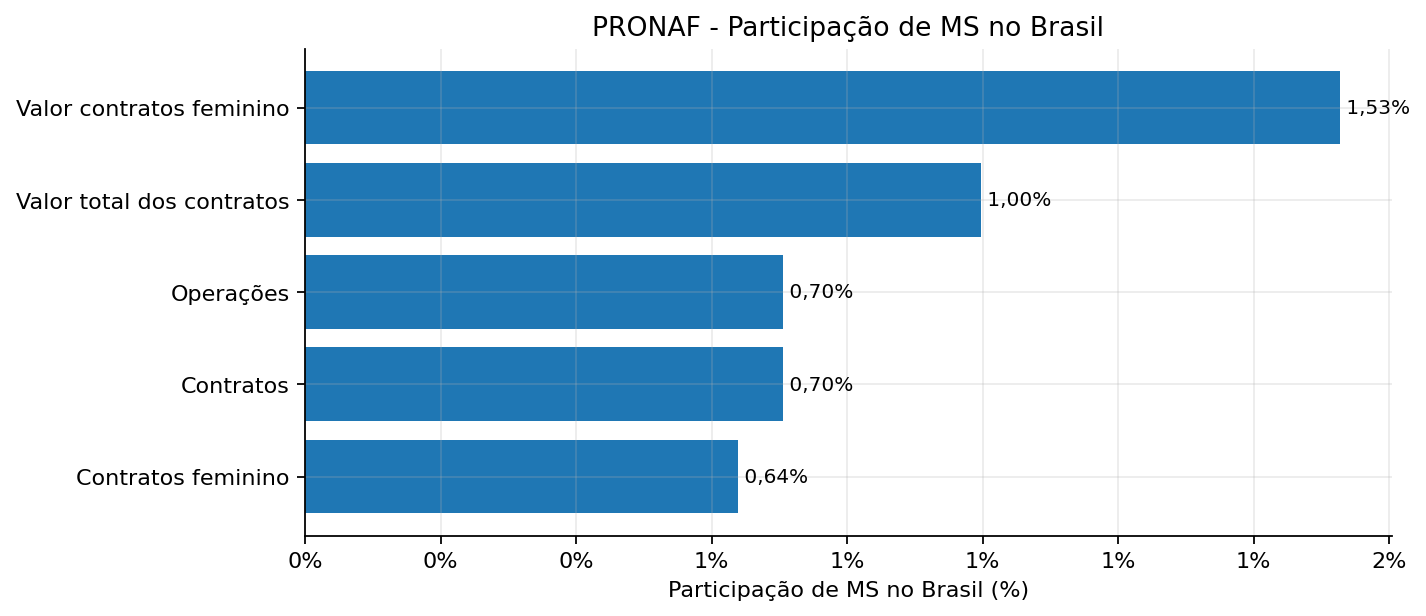 PRONAF - Participação de MS no Brasil
Valor contratos feminino
1,53%
Valor total dos contratos
1,00%
Operações
0,70%
Contratos
0,70%
Contratos feminino
0,64%
0% 0% 0% 1% 1% 1% 1% 1% 2%
Participação de MS no Brasil (%)